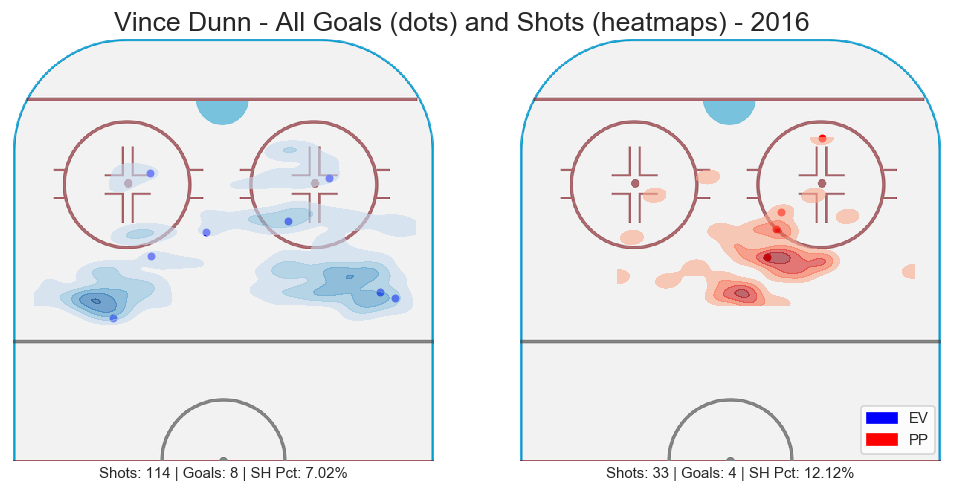 Vince Dunn - All Goals (dots) and Shots (heatmaps) - 2016
EV
PP
Shots: 114 | Goals: 8 | SH Pct: 7.02%
Shots: 33 | Goals: 4 | SH Pct: 12.12%